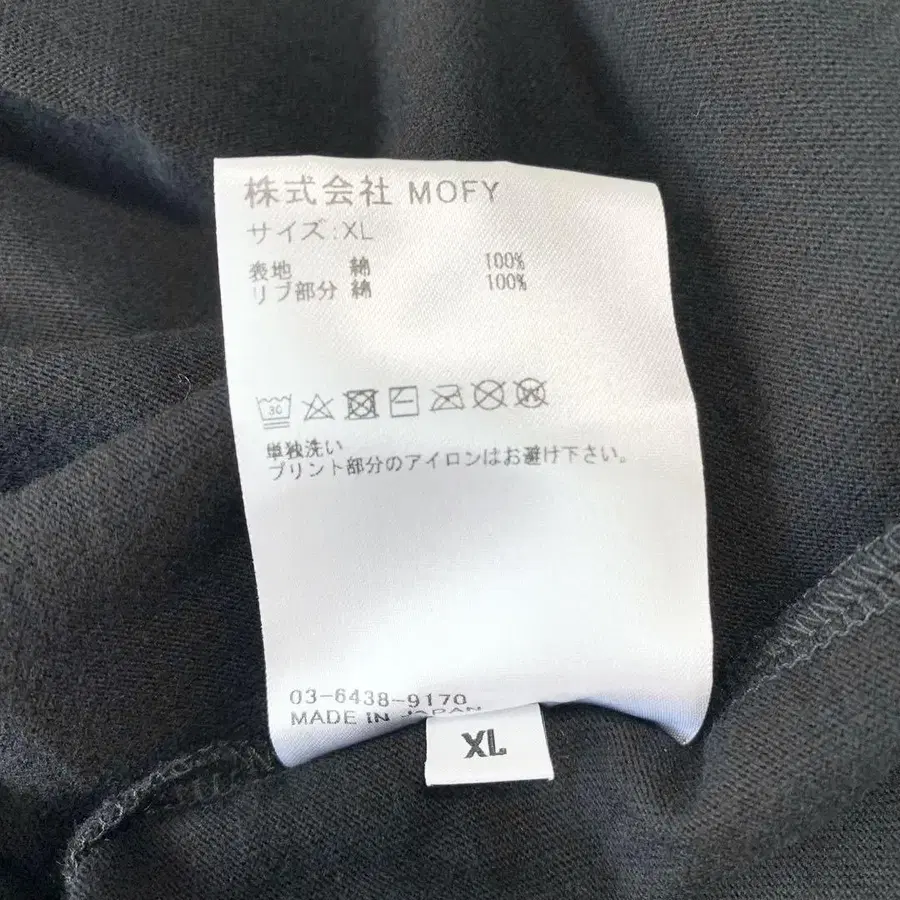 株式会社 MOFY
サイズ:XL
表地 綿 100%
リブ部分 綿 100%
30
単独洗い
プリント部分のアイロンはお避け下さい。
03-6438-9170
MADE IN JAPAN
XL